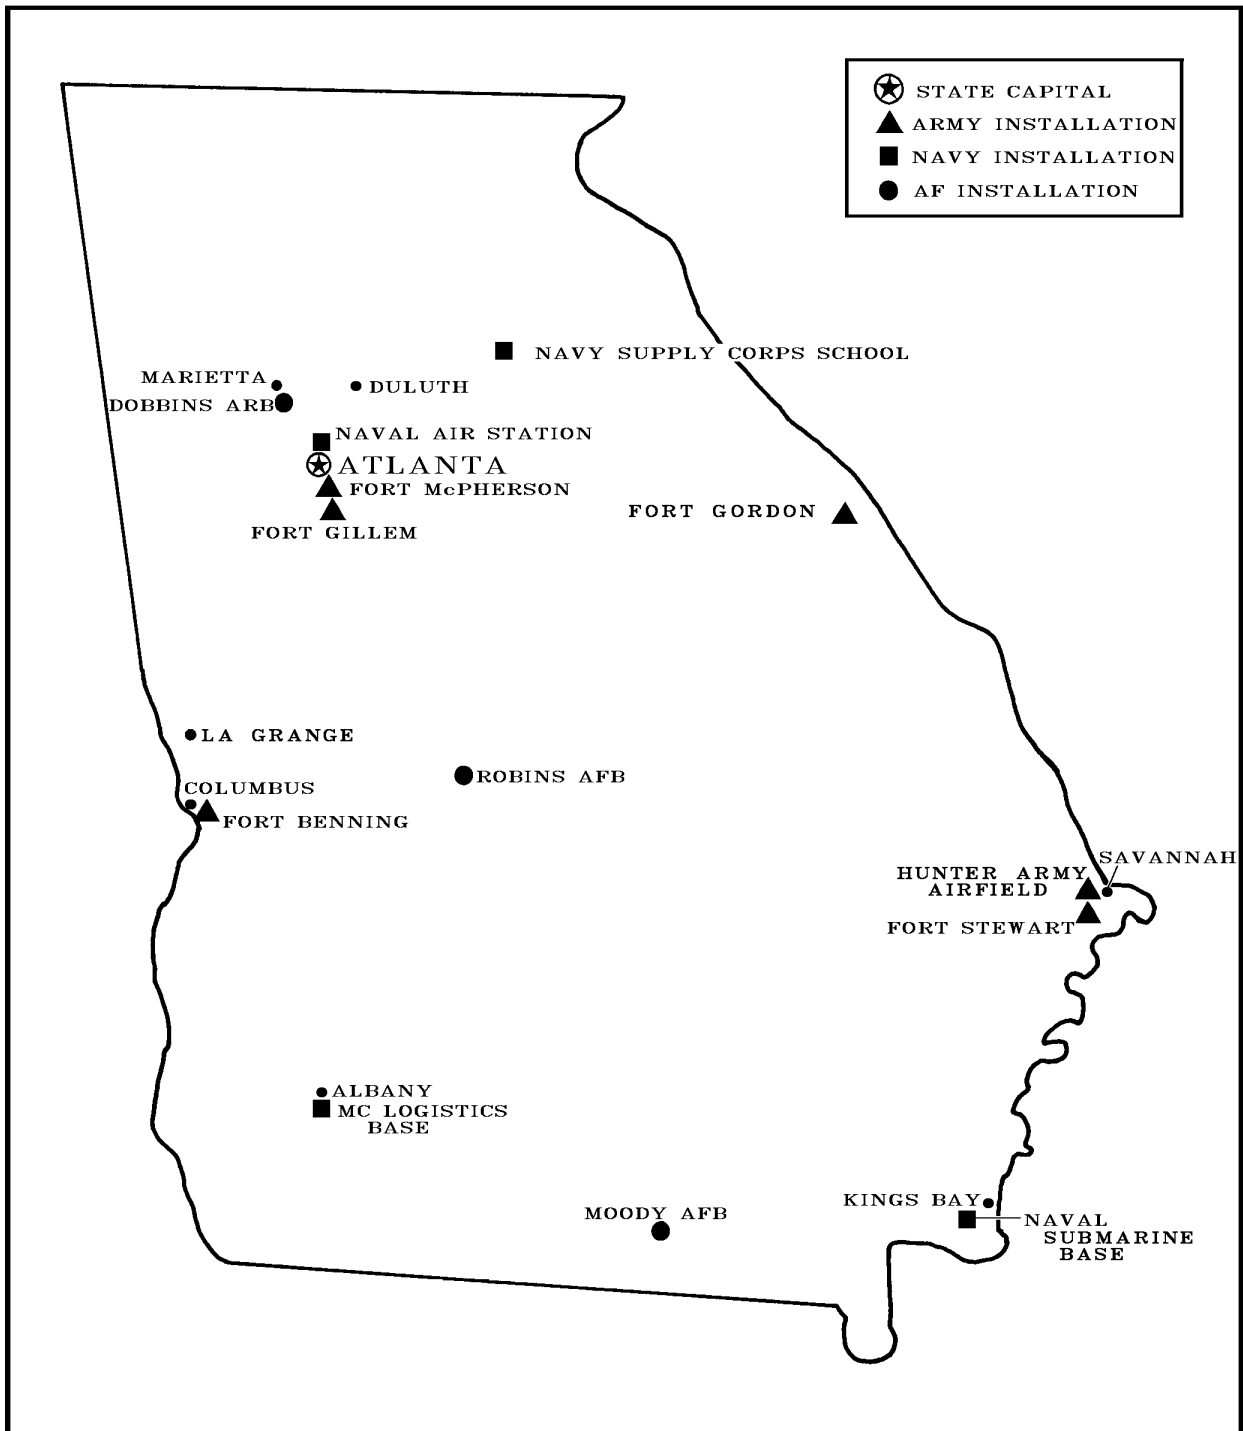 STATE CAPITAL
ARMY INSTALLATION
NAVY INSTALLATION
AF INSTALLATION
NAVY SUPPLY CORPS SCHOOL
MARIETTA
DULUTH
DOBBINS ARB
NAVAL AIR STATION
ATLANTA
FORT McPHERSON
FORT GORDON
FORT GILLEM
LA GRANGE
ROBINS AFB
COLUMBUS
FORT BENNING
SAVANNAH
HUNTER ARMY
AIRFIELD
FORT STEWART
ALBANY
MC LOGISTICS
BASE
KINGS BAY
MOODY AFB
NAVAL
SUBMARINE
BASE